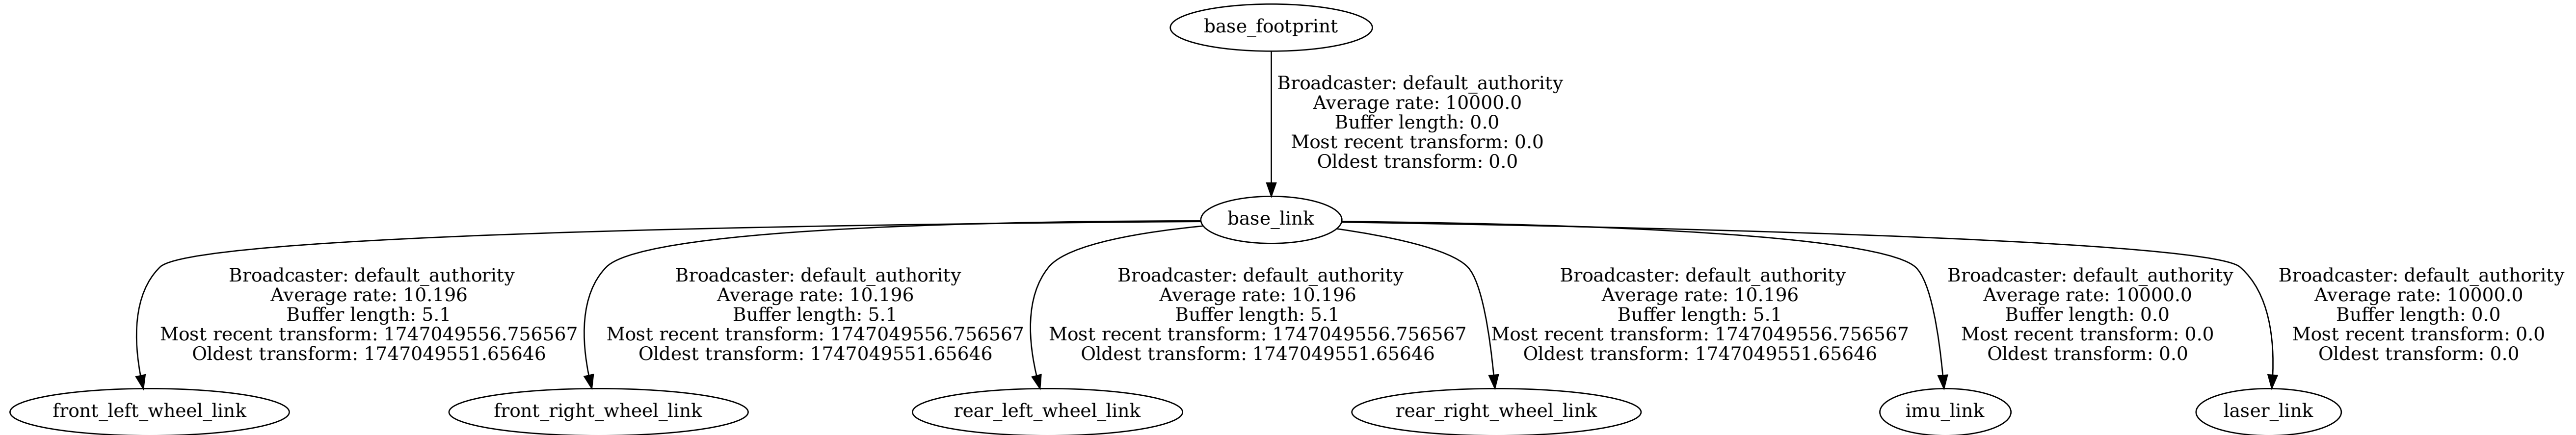 base_footprint
Broadcaster: default_authority
Average rate: 10000.0
Buffer length: 0.0
Most recent transform: 0.0
Oldest transform: 0.0
base_link
Broadcaster: default_authority
Average rate: 10.196
Buffer length: 5.1
Most recent transform: 1747049556.756567
Oldest transform: 1747049551.65646
Broadcaster: default_authority
Average rate: 10.196
Buffer length: 5.1
Most recent transform: 1747049556.756567
Oldest transform: 1747049551.65646
Broadcaster: default_authority
Average rate: 10.196
Buffer length: 5.1
Most recent transform: 1747049556.756567
Oldest transform: 1747049551.65646
Broadcaster: default_authority
Average rate: 10.196
Buffer length: 5.1
Most recent transform: 1747049556.756567
Oldest transform: 1747049551.65646
Broadcaster: default_authority
Average rate: 10000.0
Buffer length: 0.0
Most recent transform: 0.0
Oldest transform: 0.0
Broadcaster: default_authority
Average rate: 10000.0
Buffer length: 0.0
Most recent transform: 0.0
Oldest transform: 0.0
front_left_wheel_link
front_right_wheel_link
rear_left_wheel_link
rear_right_wheel_link
imu_link
laser_link